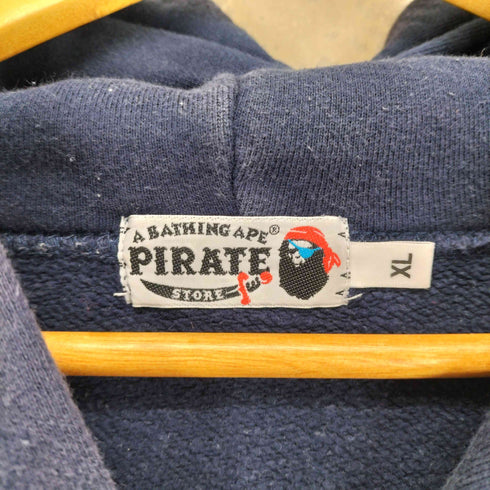 A BATHING APE®
PIRATE
STORE
XL